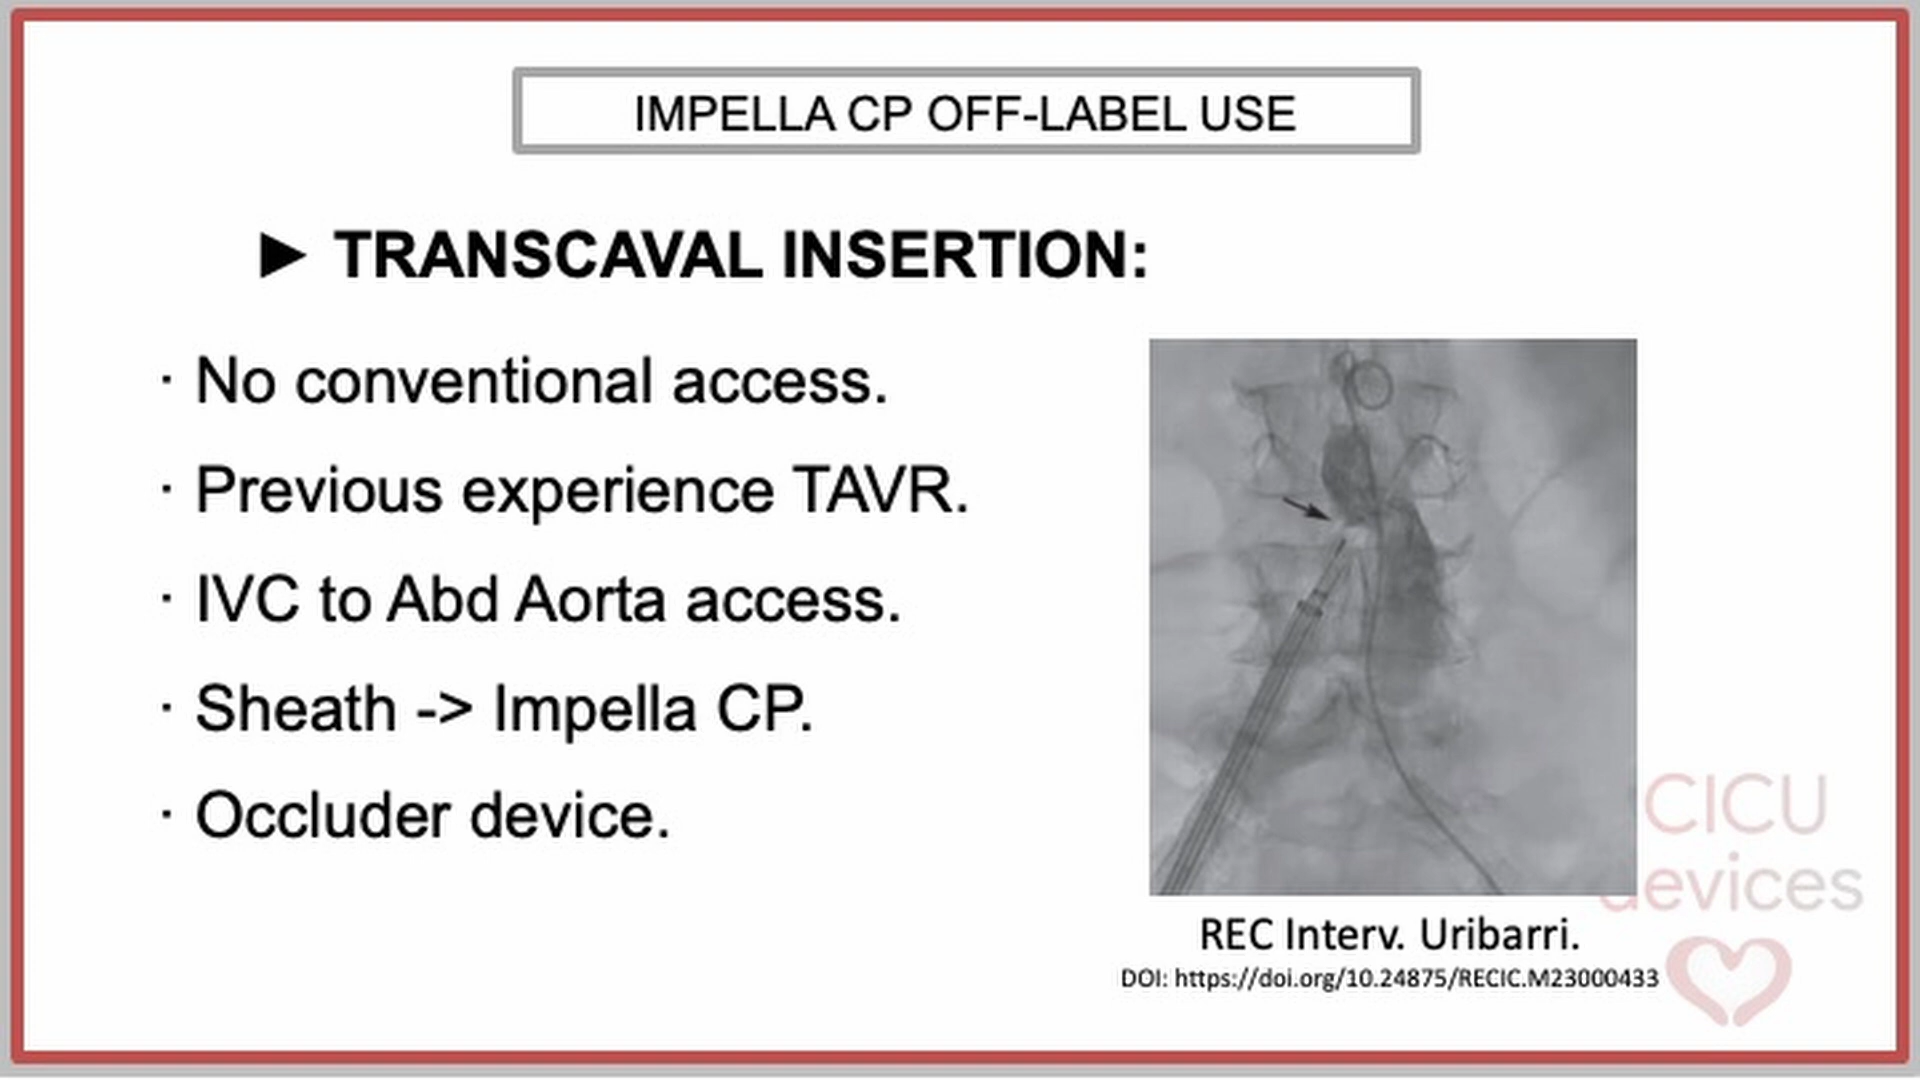 IMPELLA CP OFF-LABEL USE
► TRANSCAVAL INSERTION:
· No conventional access.
· Previous experience TAVR.
· IVC to Abd Aorta access.
· Sheath -> Impella CP.
· Occluder device.
REC Interv. Uribarri.
DOI: https://doi.org/10.24875/RECIC.M23000433
CICU
devices